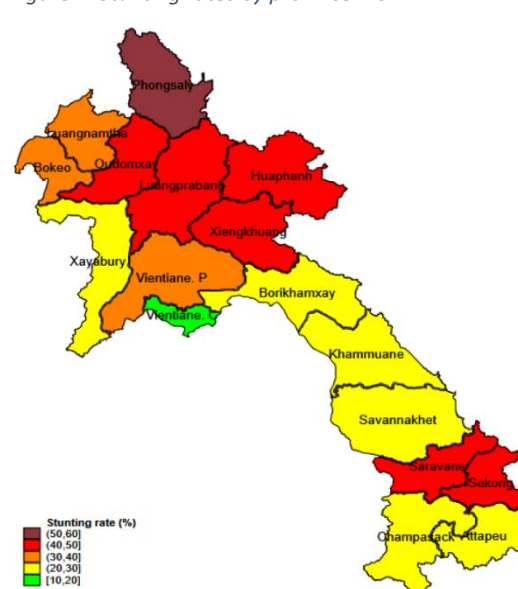 Phongsaly
Luangnamtha
Bokeo
Oudomxay
Luangprabang
Huaphanh
Xiengkhuang
Xayabury
Vientiane. P
Borikhamxay
Vientiane. C
Khammuane
Savannakhet
Saravane
Sekong
Champasack
Attapeu
Stunting rate (%)
(50,60]
(40,50]
(30,40]
(20,30]
[10,20]